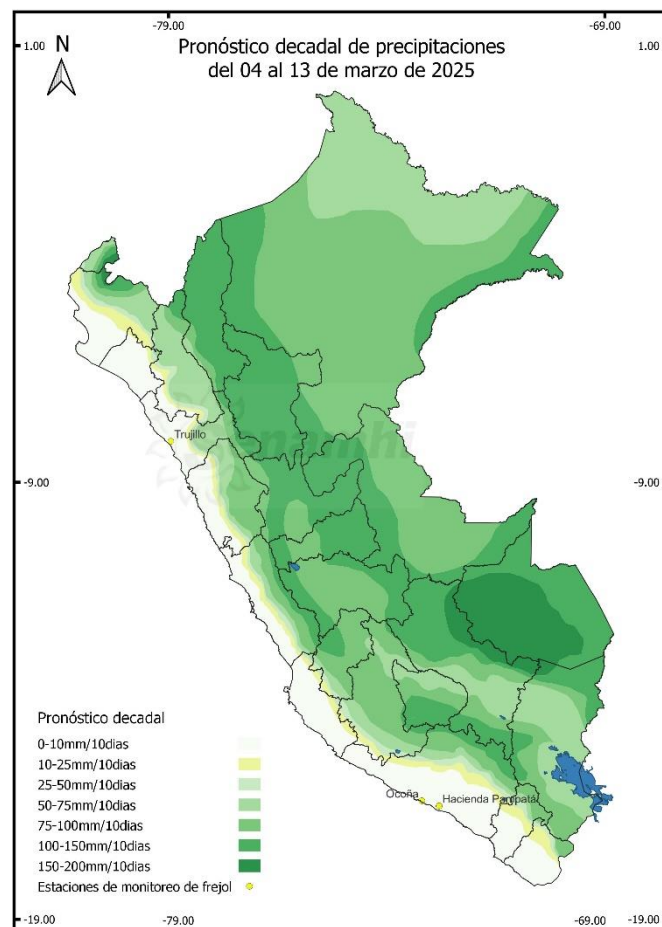 -79.00
-69.00
1.00
N
Pronóstico decadal de precipitaciones
1.00
del 04 al 13 de marzo de 2025
Trujillo
senamhi
-9.00
-9.00
Pronóstico decadal
0-10mm/10dias
10-25mm/10dias
25-50mm/10dias
50-75mm/10dias
75-100mm/10dias
100-150mm/10dias
150-200mm/10dias
Estaciones de monitoreo de frejol
Ocoña
Hacienda Pampatá
-19.00
-79.00
-69.00
-19.00